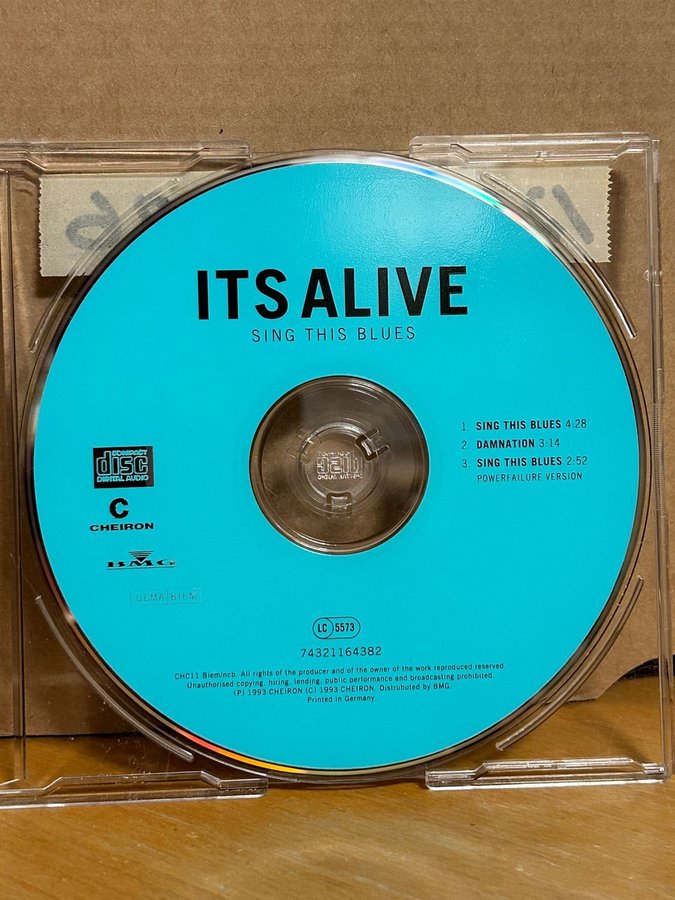 ITS ALIVE
SING THIS BLUES
1. SING THIS BLUES 4:28
2. DAMNATION 3:14
3. SING THIS BLUES 2:52
POWERFAILURE VERSION
COMPACT
disc
DIGITAL AUDIO
C
CHEIRON
BMG
GEMA BIEM
LC 5573
74321164382
CHC11 Biem/ncb. All rights of the producer and of the owner of the work reproduced reserved
Unauthorised copying, hiring, lending, public performance and broadcasting prohibited.
(P) 1993 CHEIRON (C) 1993 CHEIRON. Distrubuted by BMG.
Printed in Germany